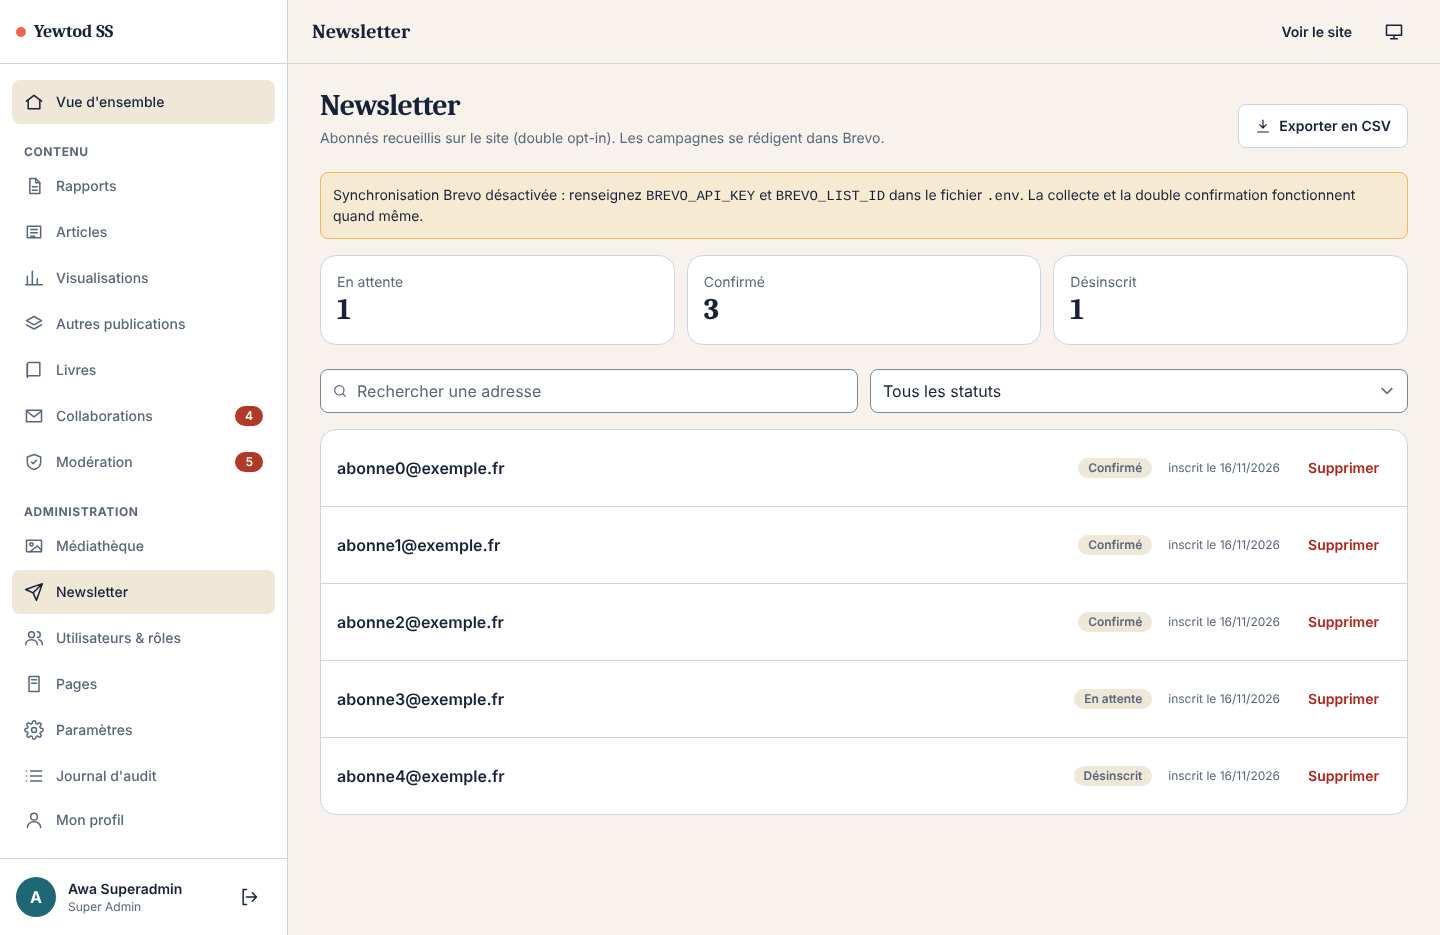 Yewtod SS
Vue d'ensemble
CONTENU
Rapports
Articles
Visualisations
Autres publications
Livres
Collaborations 4
Modération 5
ADMINISTRATION
Médiathèque
Newsletter
Utilisateurs & rôles
Pages
Paramètres
Journal d'audit
Mon profil
A
Awa Superadmin
Super Admin
Newsletter
Voir le site
Newsletter
Abonnés recueillis sur le site (double opt-in). Les campagnes se rédigent dans Brevo.
Exporter en CSV
Synchronisation Brevo désactivée : renseignez BREVO_API_KEY et BREVO_LIST_ID dans le fichier .env. La collecte et la double confirmation fonctionnent
quand même.
En attente
1
Confirmé
3
Désinscrit
1
Rechercher une adresse
Tous les statuts
abonne0@exemple.fr Confirmé inscrit le 16/11/2026 Supprimer
abonne1@exemple.fr Confirmé inscrit le 16/11/2026 Supprimer
abonne2@exemple.fr Confirmé inscrit le 16/11/2026 Supprimer
abonne3@exemple.fr En attente inscrit le 16/11/2026 Supprimer
abonne4@exemple.fr Désinscrit inscrit le 16/11/2026 Supprimer